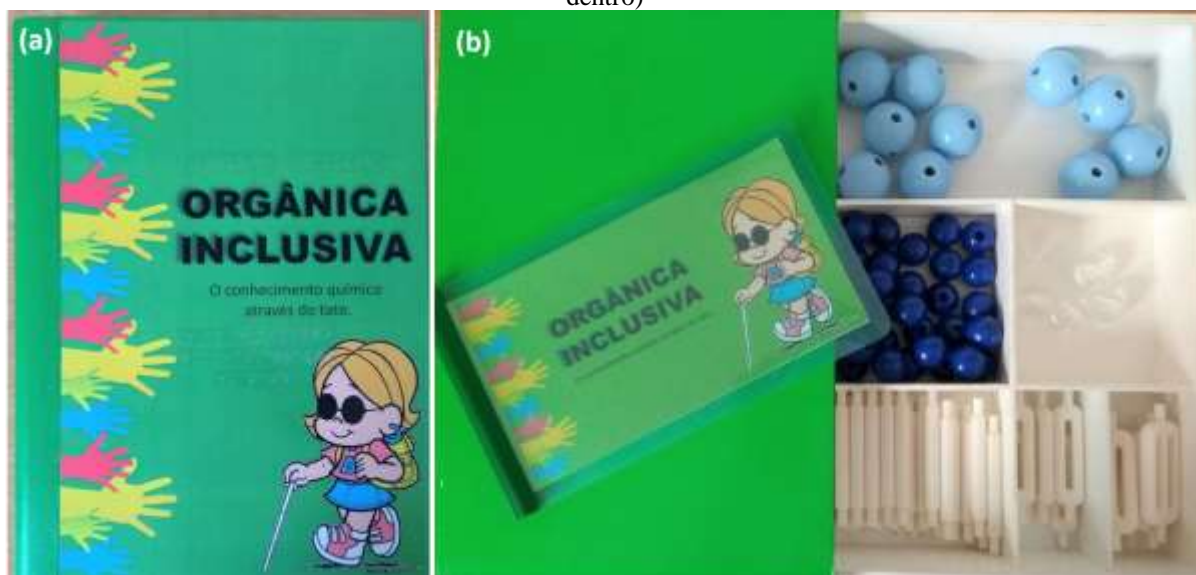 dentro)
(a)
ORGÂNICA
INCLUSIVA
O conhecimento químico
através do tato.
(b)
ORGÂNICA
INCLUSIVA